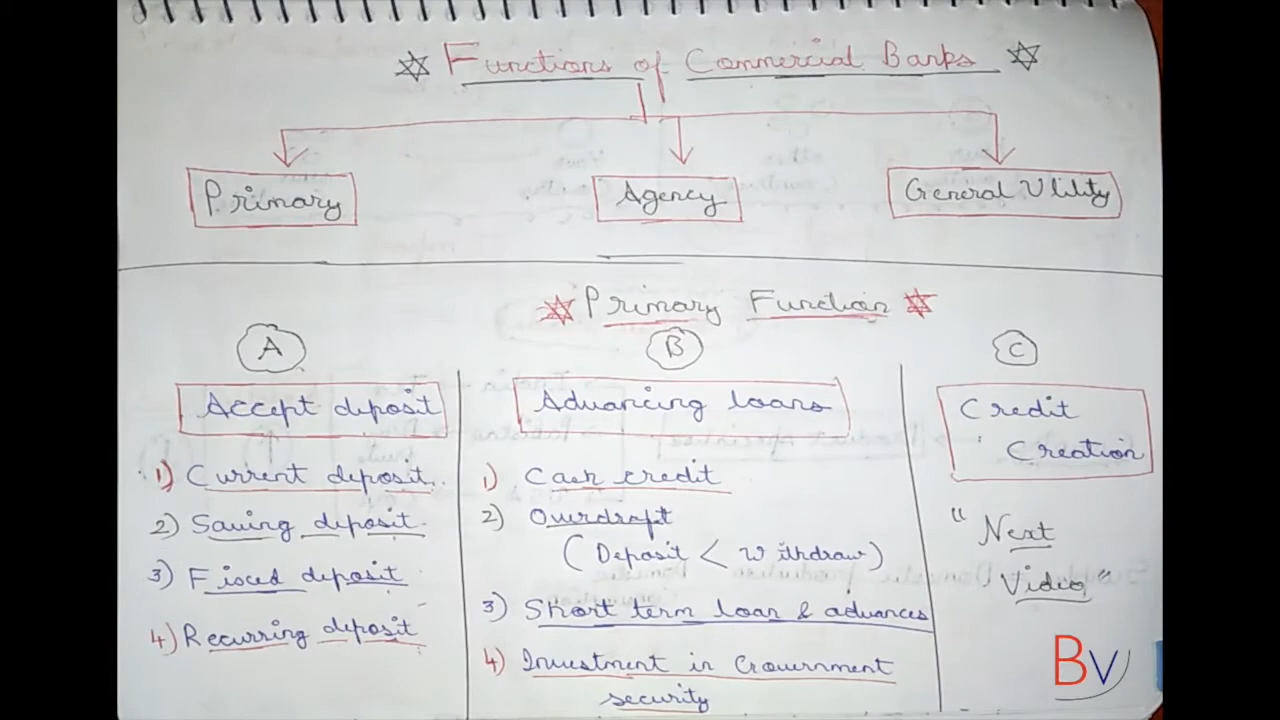 Functions of Commercial Banks
Primary
Agency
General Utility
Primary Function
A
Accept deposit
1) Current deposit
2) Saving deposit
3) Fixed deposit
4) Recurring deposit
B
Advancing loans
1) Cash credit
2) Overdraft
(Deposit < Withdraw)
3) Short term loan & advances
4) Investment in Government
security
C
Credit
Creation
"Next
Video"
BV